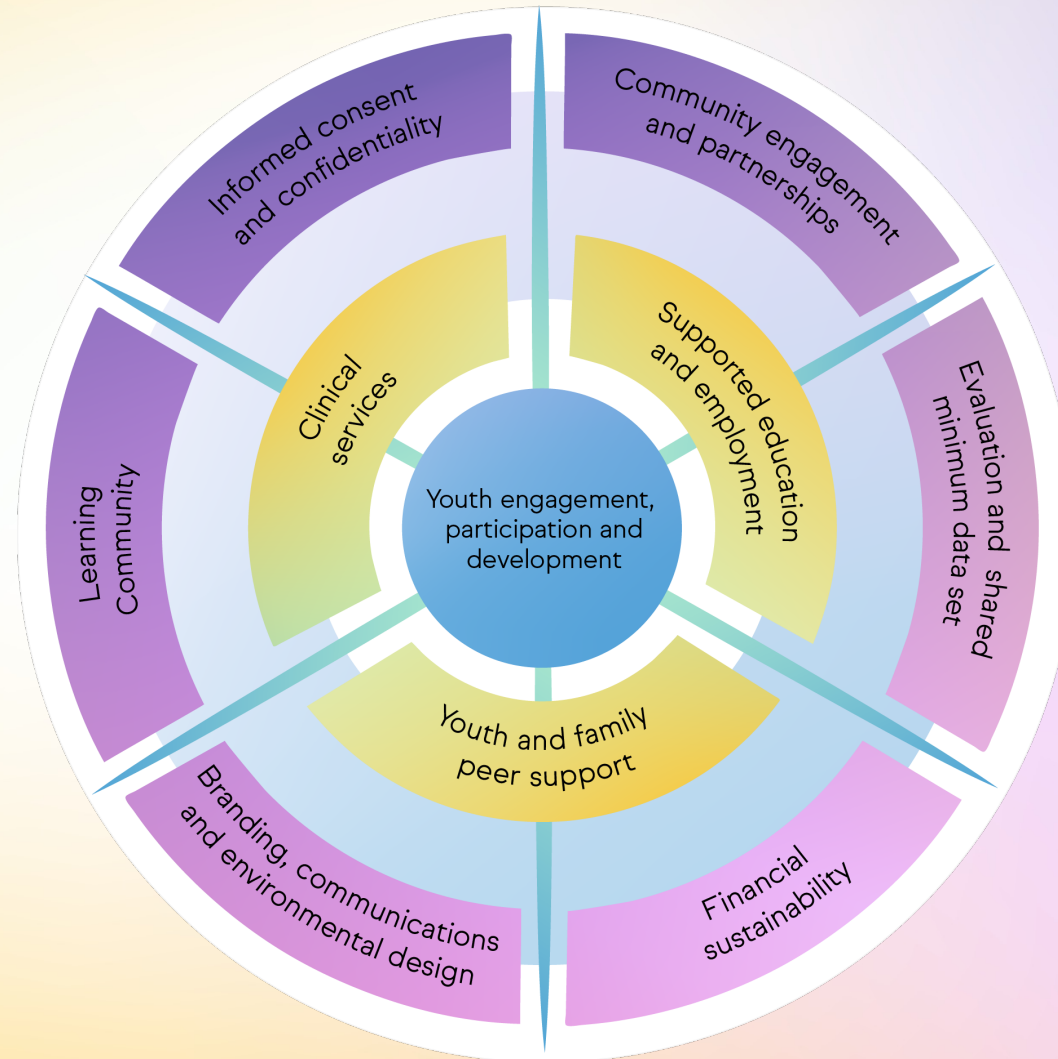 Informed consent
and confidentiality
Community engagement
and partnerships
Clinical
services
Supported education
and employment
Evaluation and shared
minimum data set
Learning
Community
Youth engagement,
participation and
development
Youth and family
peer support
Branding, communications
and environmental design
Financial
sustainability